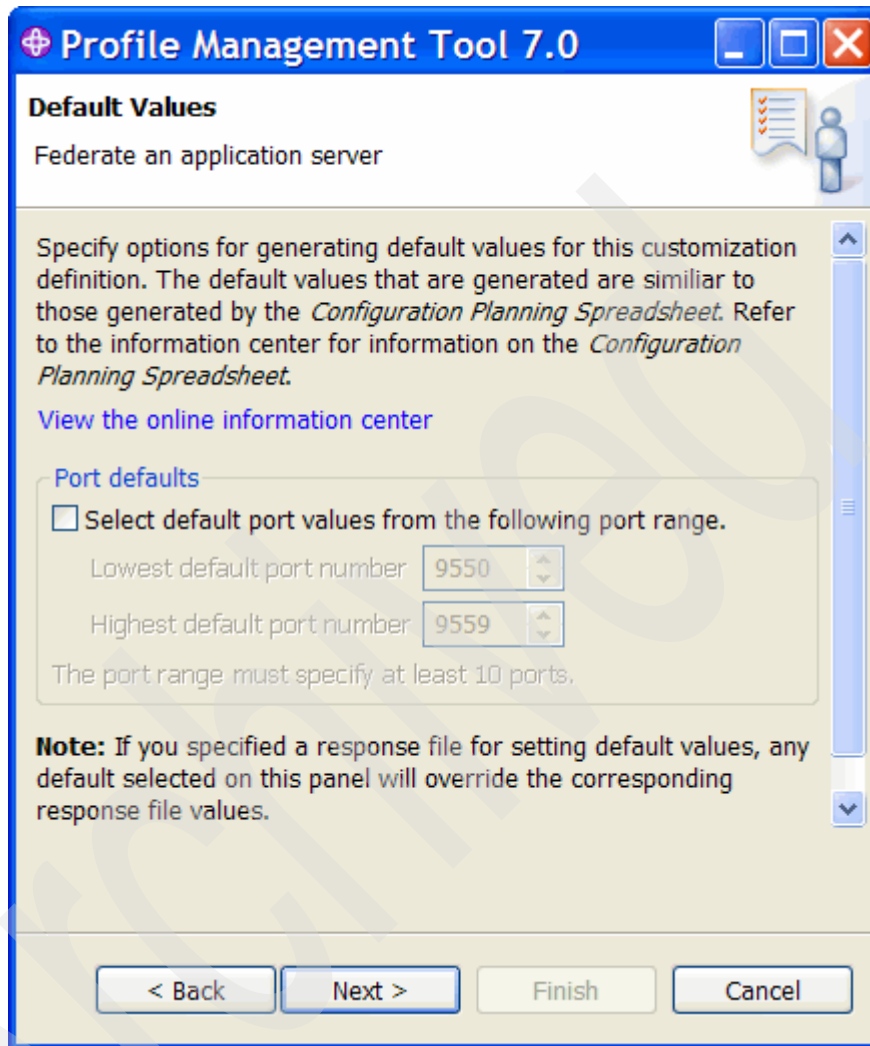 Profile Management Tool 7.0
Default Values
Federate an application server
Specify options for generating default values for this customization
definition. The default values that are generated are similiar to
those generated by the Configuration Planning Spreadsheet. Refer
to the information center for information on the Configuration
Planning Spreadsheet.
View the online information center
Port defaults
Select default port values from the following port range.
Lowest default port number 9550
Highest default port number 9559
The port range must specify at least 10 ports.
Note: If you specified a response file for setting default values, any
default selected on this panel will override the corresponding
response file values.
< Back Next > Finish Cancel